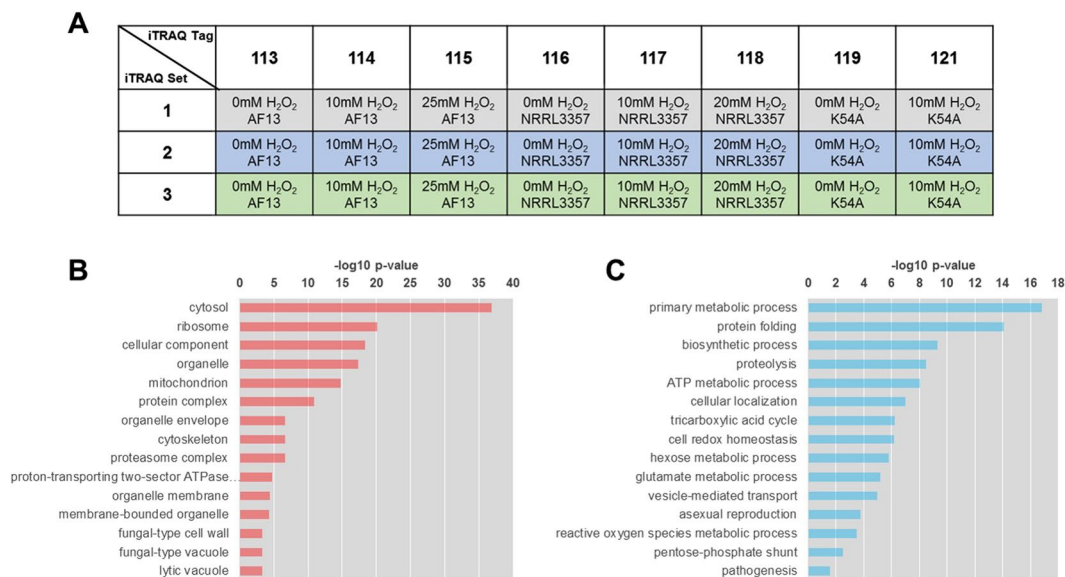 A
iTRAQ Tag
iTRAQ Set
113 114 115 116 117 118 119 121
1
0mM H₂O₂ 10mM H₂O₂ 25mM H₂O₂ 0mM H₂O₂ 10mM H₂O₂ 20mM H₂O₂ 0mM H₂O₂ 10mM H₂O₂
AF13 AF13 AF13 NRRL3357 NRRL3357 NRRL3357 K54A K54A
2
0mM H₂O₂ 10mM H₂O₂ 25mM H₂O₂ 0mM H₂O₂ 10mM H₂O₂ 20mM H₂O₂ 0mM H₂O₂ 10mM H₂O₂
AF13 AF13 AF13 NRRL3357 NRRL3357 NRRL3357 K54A K54A
3
0mM H₂O₂ 10mM H₂O₂ 25mM H₂O₂ 0mM H₂O₂ 10mM H₂O₂ 20mM H₂O₂ 0mM H₂O₂ 10mM H₂O₂
AF13 AF13 AF13 NRRL3357 NRRL3357 NRRL3357 K54A K54A
B
-log10 p-value
0 5 10 15 20 25 30 35 40
cytosol
ribosome
cellular component
organelle
mitochondrion
protein complex
organelle envelope
cytoskeleton
proteasome complex
proton-transporting two-sector ATPase...
organelle membrane
membrane-bounded organelle
fungal-type cell wall
fungal-type vacuole
lytic vacuole
C
-log10 p-value
0 2 4 6 8 10 12 14 16 18
primary metabolic process
protein folding
biosynthetic process
proteolysis
ATP metabolic process
cellular localization
tricarboxylic acid cycle
cell redox homeostasis
hexose metabolic process
glutamate metabolic process
vesicle-mediated transport
asexual reproduction
reactive oxygen species metabolic process
pentose-phosphate shunt
pathogenesis